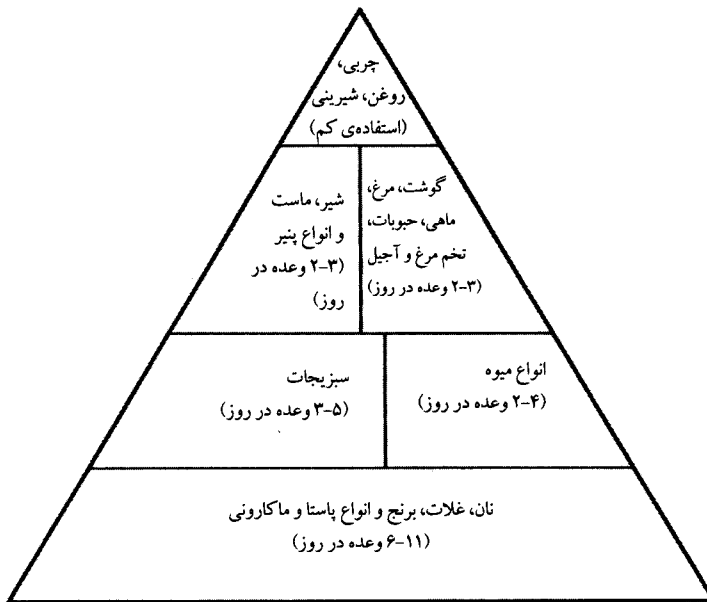 چربی،
روغن، شیرینی
(استفاده‌ی کم)
گوشت، مرغ،
ماهی، حبوبات،
تخم مرغ و آجیل
(۲-۳ وعده در روز)
شیر، ماست
و انواع پنیر
(۲-۳ وعده در
روز)
انواع میوه
(۲-۴ وعده در روز)
سبزیجات
(۳-۵ وعده در روز)
نان، غلات، برنج و انواع پاستا و ماکارونی
(۶-۱۱ وعده در روز)